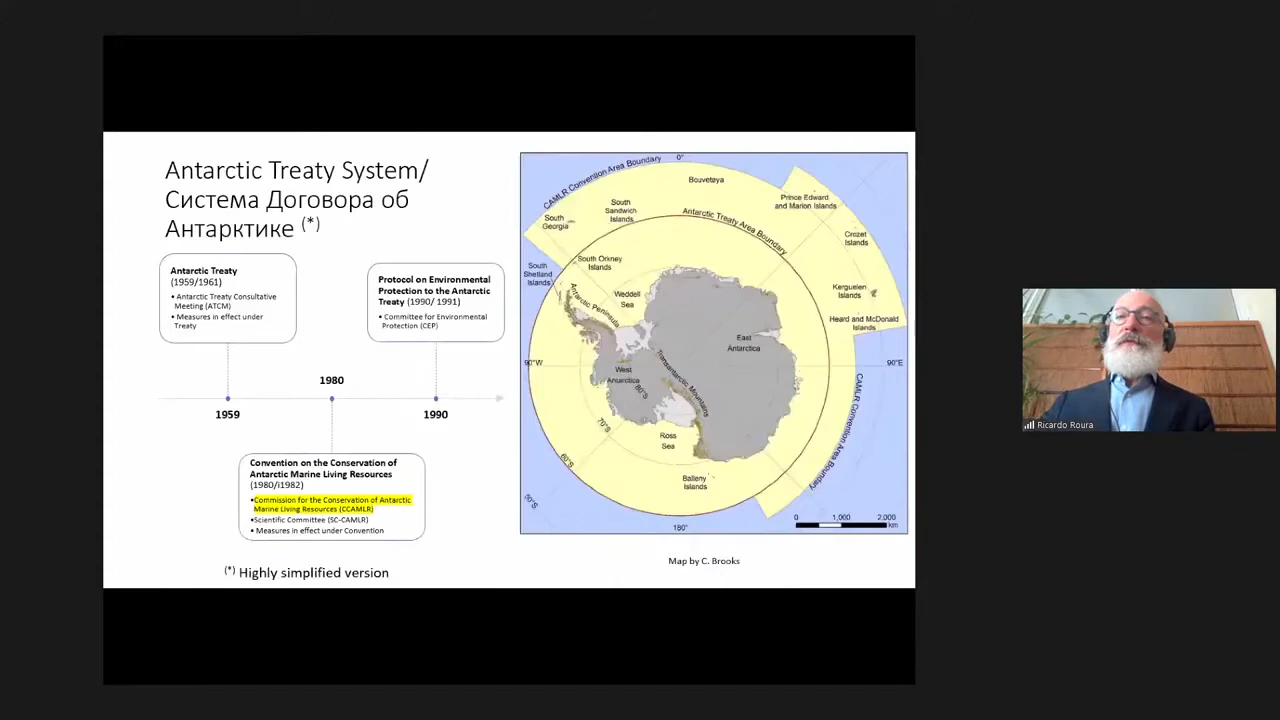 Antarctic Treaty System/
Система Договора об
Антарктике (*)
Antarctic Treaty
(1959/1961)
• Antarctic Treaty Consultative
Meeting (ATCM)
• Measures in effect under
Treaty
Protocol on Environmental
Protection to the Antarctic
Treaty (1990/ 1991)
• Committee for Environmental
Protection (CEP)
1980
1959
1990
Convention on the Conservation of
Antarctic Marine Living Resources
(1980/i1982)
•Commission for the Conservation of Antarctic
Marine Living Resources (CCAMLR)
•Scientific Committee (SC-CAMLR)
• Measures in effect under Convention
(*) Highly simplified version
CAMLR Convention Area Boundary
0°
Bouvetøya
Prince Edward
and Marion Islands
South
Sandwich
Islands
South
Georgia
Antarctic Treaty Area Boundary
Crozet
Islands
South Orkney
Islands
South
Shetland
Islands
Kerguelen
Islands
Weddell
Sea
Antarctic Peninsula
Heard and McDonald
Islands
East
Antarctica
90°W
90°E
West
Antarctica
80°S
Transantarctic Mountains
70°S
Ross
Sea
60°S
50°S
Balleny
Islands
CAMLR Convention Area Boundary
180°
0 1,000 2,000
km
Map by C. Brooks
Ricardo Roura